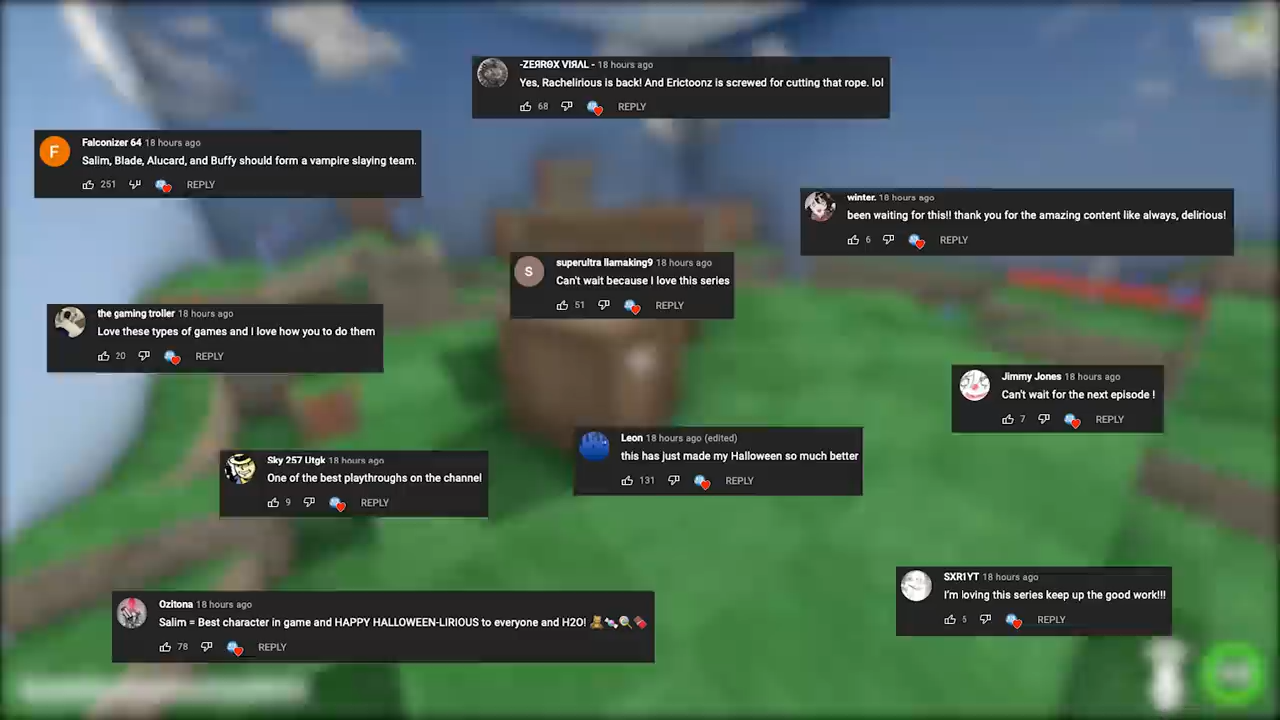 -ZEЯRӨX VIЯAL - 18 hours ago
Yes, Rachelirious is back! And Erictoonz is screwed for cutting that rope. lol
68 REPLY
Falconizer 64 18 hours ago
Salim, Blade, Alucard, and Buffy should form a vampire slaying team.
251 REPLY
winter. 18 hours ago
been waiting for this!! thank you for the amazing content like always, delirious!
6 REPLY
S
superultra llamaking9 18 hours ago
Can't wait because I love this series
51 REPLY
the gaming troller 18 hours ago
Love these types of games and I love how you to do them
20 REPLY
Jimmy Jones 18 hours ago
Can't wait for the next episode !
7 REPLY
Leon 18 hours ago (edited)
this has just made my Halloween so much better
131 REPLY
Sky 257 Utgk 18 hours ago
One of the best playthroughs on the channel
9 REPLY
SXR1YT 18 hours ago
I'm loving this series keep up the good work!!!
5 REPLY
Ozitona 18 hours ago
Salim = Best character in game and HAPPY HALLOWEEN-LIRIOUS to everyone and H2O! 🧸🍬🍭🍫
78 REPLY